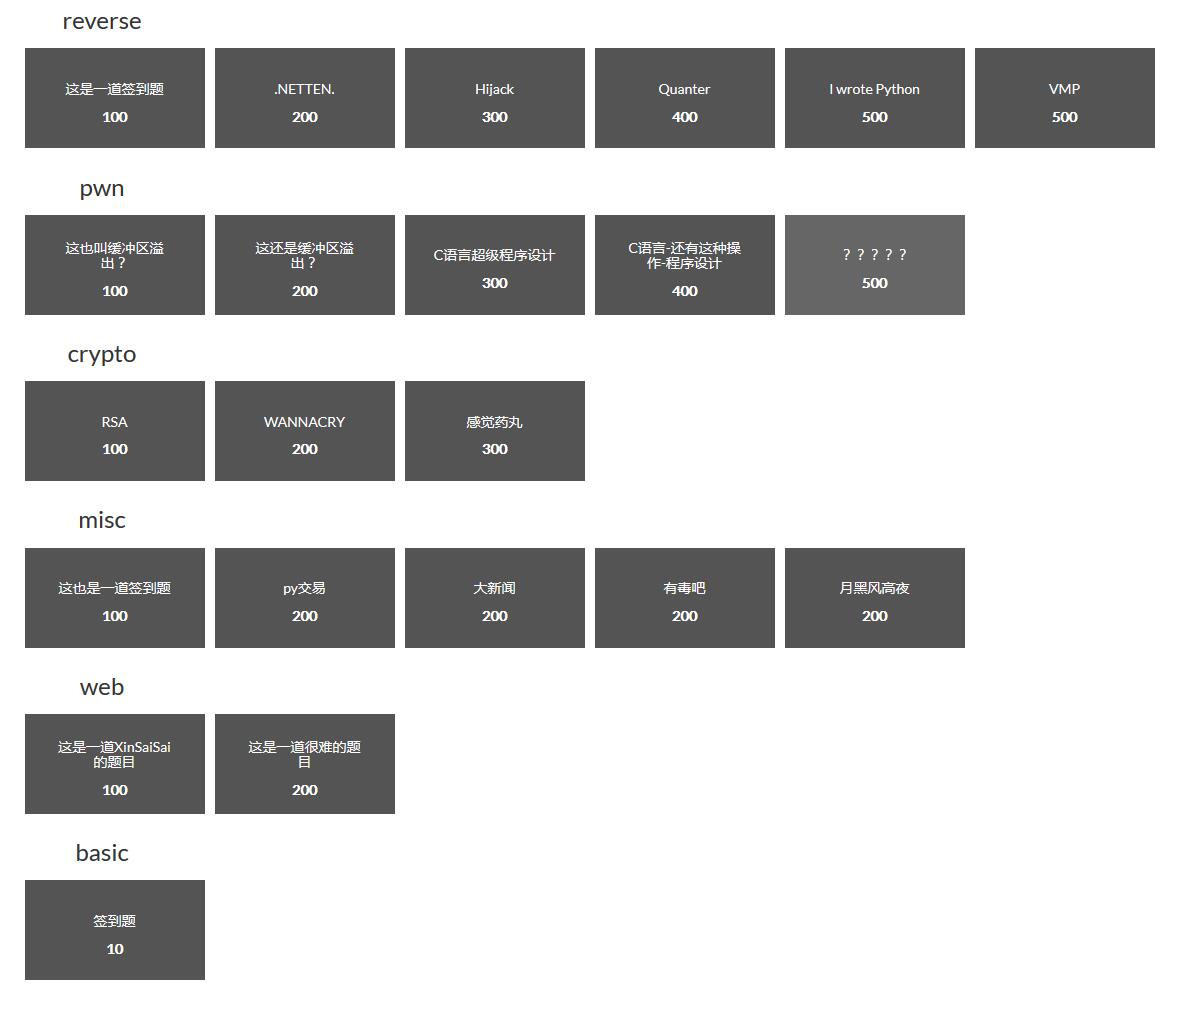 reverse
这是一道签到题
100
.NETTEN.
200
Hijack
300
Quanter
400
I wrote Python
500
VMP
500
pwn
这也叫缓冲区溢
出？
100
这还是缓冲区溢
出？
200
C语言超级程序设计
300
C语言-还有这种操
作-程序设计
400
？？？？？
500
crypto
RSA
100
WANNACRY
200
感觉药丸
300
misc
这也是一道签到题
100
py交易
200
大新闻
200
有毒吧
200
月黑风高夜
200
web
这是一道XinSaiSai
的题目
100
这是一道很难的题
目
200
basic
签到题
10